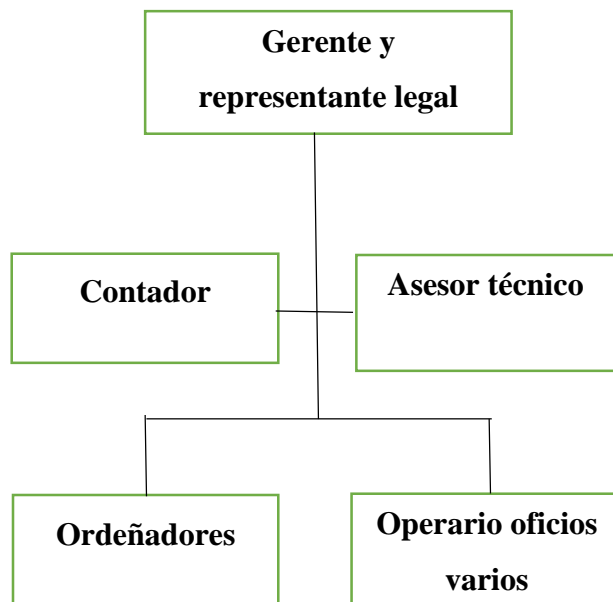 Gerente y
representante legal
Contador
Asesor técnico
Ordeñadores
Operario oficios
varios